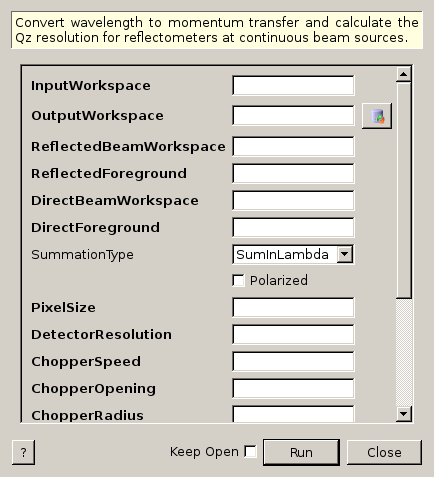 Convert wavelength to momentum transfer and calculate the
Qz resolution for reflectometers at continuous beam sources.
InputWorkspace
OutputWorkspace
ReflectedBeamWorkspace
ReflectedForeground
DirectBeamWorkspace
DirectForeground
SummationType SumInLambda
Polarized
PixelSize
DetectorResolution
ChopperSpeed
ChopperOpening
ChopperRadius
? Keep Open Run Close